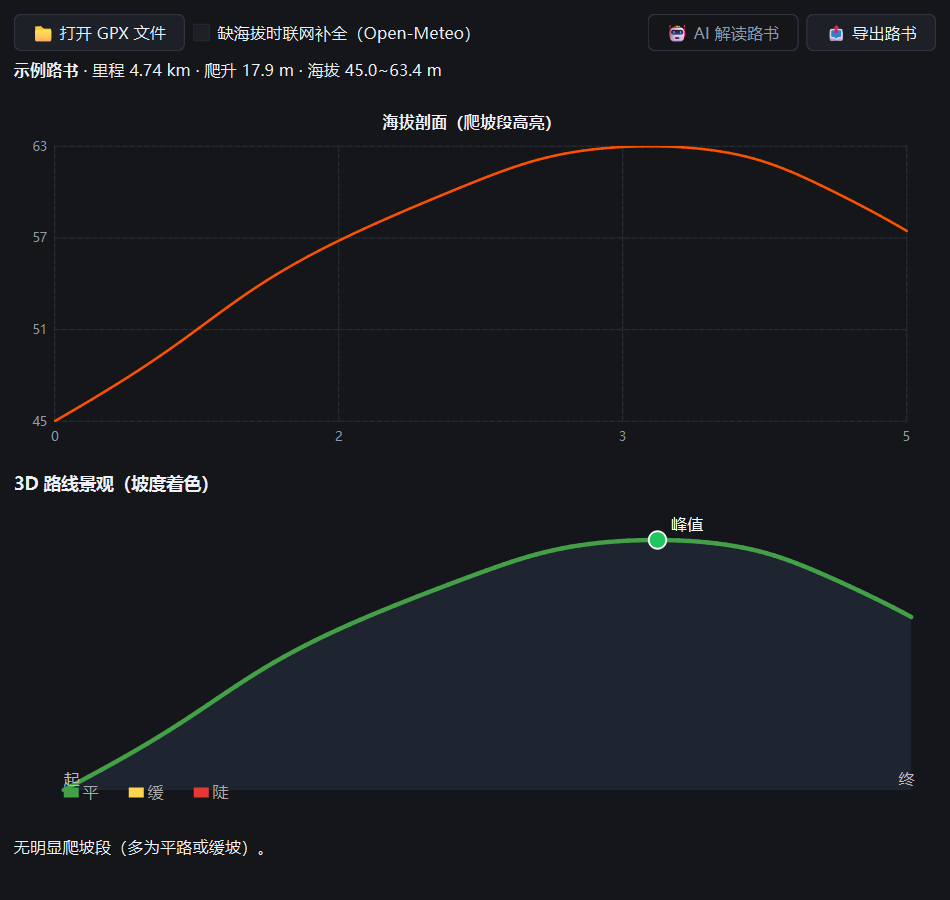 打开 GPX 文件 缺海拔时联网补全（Open-Meteo） AI 解读路书 导出路书
示例路书 · 里程 4.74 km · 爬升 17.9 m · 海拔 45.0~63.4 m
海拔剖面（爬坡段高亮）
63
57
51
45
0 2 3 5
3D 路线景观（坡度着色）
峰值
起 终
平 缓 陡
无明显爬坡段（多为平路或缓坡）。